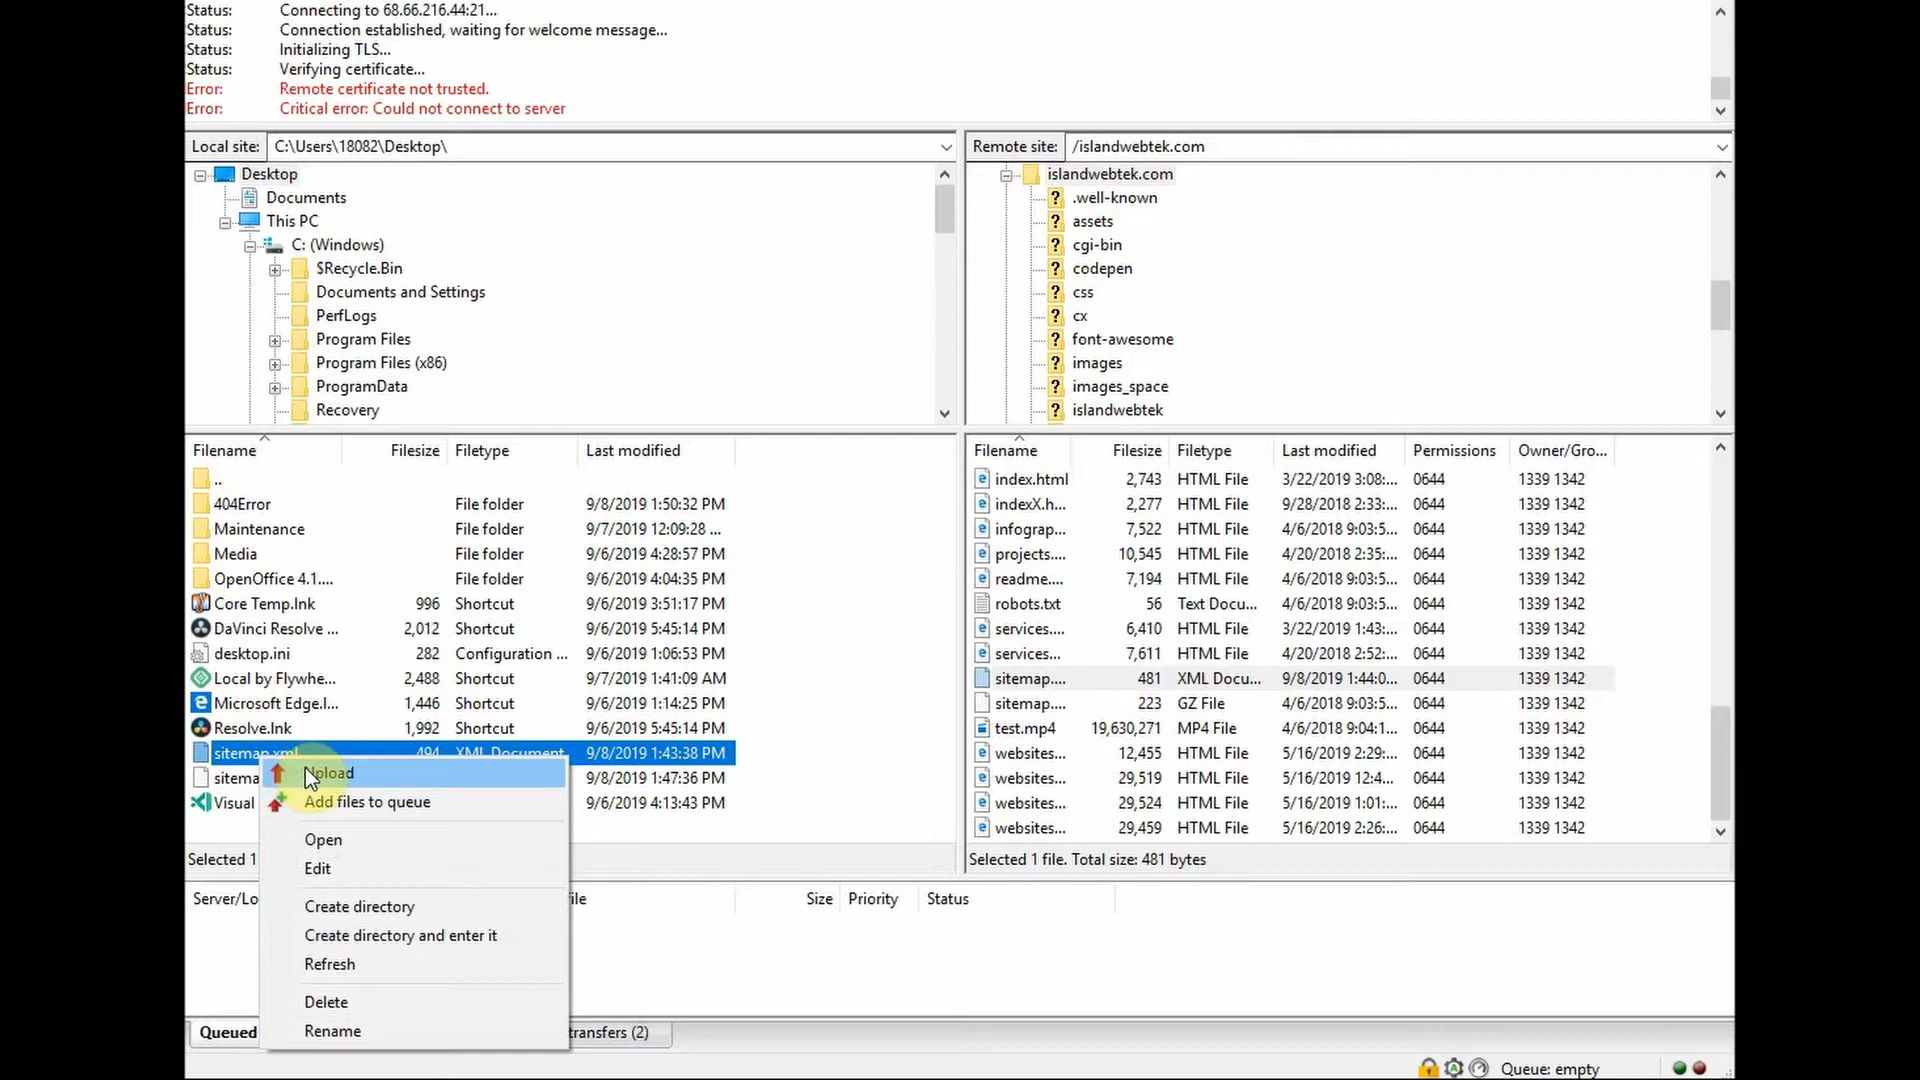 Status: Connecting to 68.66.216.44:21...
Status: Connection established, waiting for welcome message...
Status: Initializing TLS...
Status: Verifying certificate...
Error: Remote certificate not trusted.
Error: Critical error: Could not connect to server
Local site: C:\Users\18082\Desktop\
Desktop
Documents
This PC
C: (Windows)
$Recycle.Bin
Documents and Settings
PerfLogs
Program Files
Program Files (x86)
ProgramData
Recovery
Remote site: /islandwebtek.com
islandwebtek.com
.well-known
assets
cgi-bin
codepen
css
cx
font-awesome
images
images_space
islandwebtek
Filename Filesize Filetype Last modified
..
404Error File folder 9/8/2019 1:50:32 PM
Maintenance File folder 9/7/2019 12:09:28 ...
Media File folder 9/6/2019 4:28:57 PM
OpenOffice 4.1.... File folder 9/6/2019 4:04:35 PM
Core Temp.lnk 996 Shortcut 9/6/2019 3:51:17 PM
DaVinci Resolve ... 2,012 Shortcut 9/6/2019 5:45:14 PM
desktop.ini 282 Configuration ... 9/6/2019 1:06:53 PM
Local by Flywhe... 2,488 Shortcut 9/7/2019 1:41:09 AM
Microsoft Edge.l... 1,446 Shortcut 9/6/2019 1:14:25 PM
Resolve.lnk 1,992 Shortcut 9/6/2019 5:45:14 PM
sitemap.xml 494 XML Document 9/8/2019 1:43:38 PM
sitema 9/8/2019 1:47:36 PM
Visual 9/6/2019 4:13:43 PM
Selected 1
Upload
Add files to queue
Open
Edit
Create directory
Create directory and enter it
Refresh
Delete
Rename
Filename Filesize Filetype Last modified Permissions Owner/Gro...
index.html 2,743 HTML File 3/22/2019 3:08:... 0644 1339 1342
indexX.h... 2,277 HTML File 9/28/2018 2:33:... 0644 1339 1342
infograp... 7,522 HTML File 4/6/2018 9:03:5... 0644 1339 1342
projects.... 10,545 HTML File 4/20/2018 2:35:... 0644 1339 1342
readme.... 7,194 HTML File 4/6/2018 9:03:5... 0644 1339 1342
robots.txt 56 Text Docu... 4/6/2018 9:03:5... 0644 1339 1342
services.... 6,410 HTML File 3/22/2019 1:43:... 0644 1339 1342
services... 7,611 HTML File 4/20/2018 2:52:... 0644 1339 1342
sitemap.... 481 XML Docu... 9/8/2019 1:44:0... 0644 1339 1342
sitemap.... 223 GZ File 4/6/2018 9:03:5... 0644 1339 1342
test.mp4 19,630,271 MP4 File 4/6/2018 9:04:1... 0644 1339 1342
websites... 12,455 HTML File 5/16/2019 2:29:... 0644 1339 1342
websites... 29,519 HTML File 5/16/2019 12:4... 0644 1339 1342
websites... 29,524 HTML File 5/16/2019 1:01:... 0644 1339 1342
websites... 29,459 HTML File 5/16/2019 2:26:... 0644 1339 1342
Selected 1 file. Total size: 481 bytes
Server/Lo ile Size Priority Status
Queued transfers (2)
Queue: empty